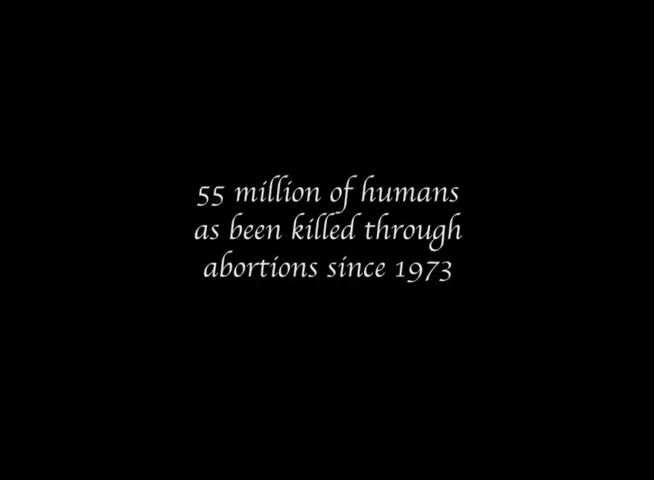 55 million of humans
as been killed through
abortions since 1973